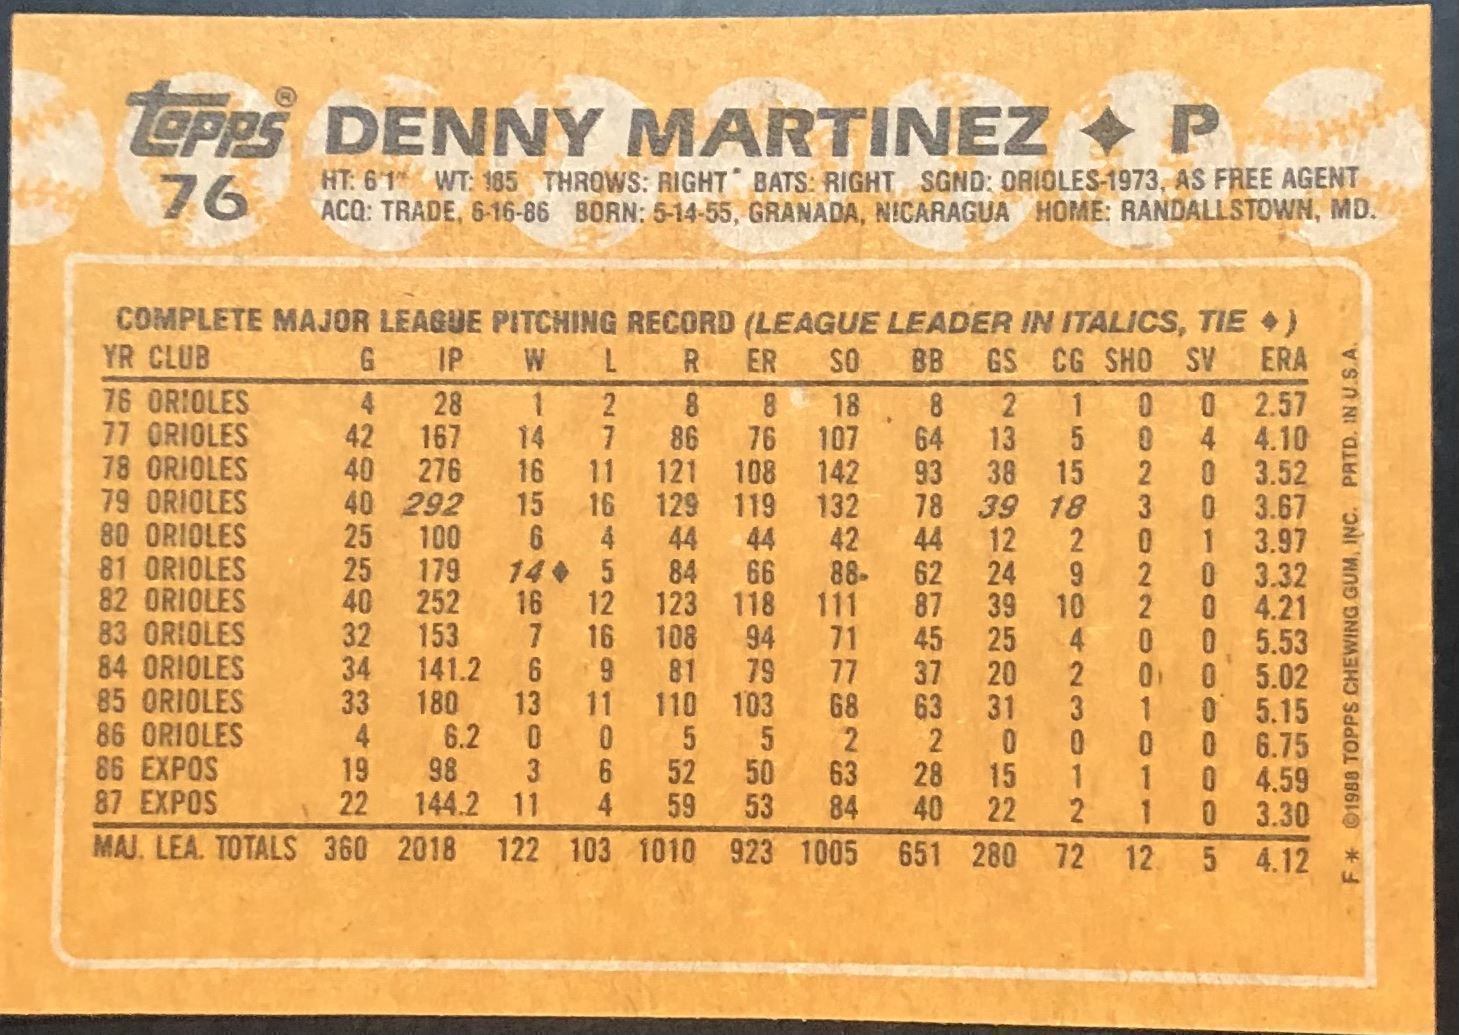 topps® DENNY MARTINEZ ✦ P
76 HT: 6'1" WT: 185 THROWS: RIGHT BATS: RIGHT SGND: ORIOLES-1973, AS FREE AGENT
ACQ: TRADE, 6-16-86 BORN: 5-14-55, GRANADA, NICARAGUA HOME: RANDALLSTOWN, MD.
COMPLETE MAJOR LEAGUE PITCHING RECORD (LEAGUE LEADER IN ITALICS, TIE ♦)
YR CLUB G IP W L R ER SO BB GS CG SHO SV ERA
76 ORIOLES 4 28 1 2 8 8 18 8 2 1 0 0 2.57
77 ORIOLES 42 167 14 7 86 76 107 64 13 5 0 4 4.10
78 ORIOLES 40 276 16 11 121 108 142 93 38 15 2 0 3.52
79 ORIOLES 40 292 15 16 129 119 132 78 39 18 3 0 3.67
80 ORIOLES 25 100 6 4 44 44 42 44 12 2 0 1 3.97
81 ORIOLES 25 179 14♦ 5 84 66 88 62 24 9 2 0 3.32
82 ORIOLES 40 252 16 12 123 118 111 87 39 10 2 0 4.21
83 ORIOLES 32 153 7 16 108 94 71 45 25 4 0 0 5.53
84 ORIOLES 34 141.2 6 9 81 79 77 37 20 2 0 0 5.02
85 ORIOLES 33 180 13 11 110 103 68 63 31 3 1 0 5.15
86 ORIOLES 4 6.2 0 0 5 5 2 2 0 0 0 0 6.75
86 EXPOS 19 98 3 6 52 50 63 28 15 1 1 0 4.59
87 EXPOS 22 144.2 11 4 59 53 84 40 22 2 1 0 3.30
MAJ. LEA. TOTALS 360 2018 122 103 1010 923 1005 651 280 72 12 5 4.12
F * ©1988 TOPPS CHEWING GUM, INC. PRTD. IN U.S.A.